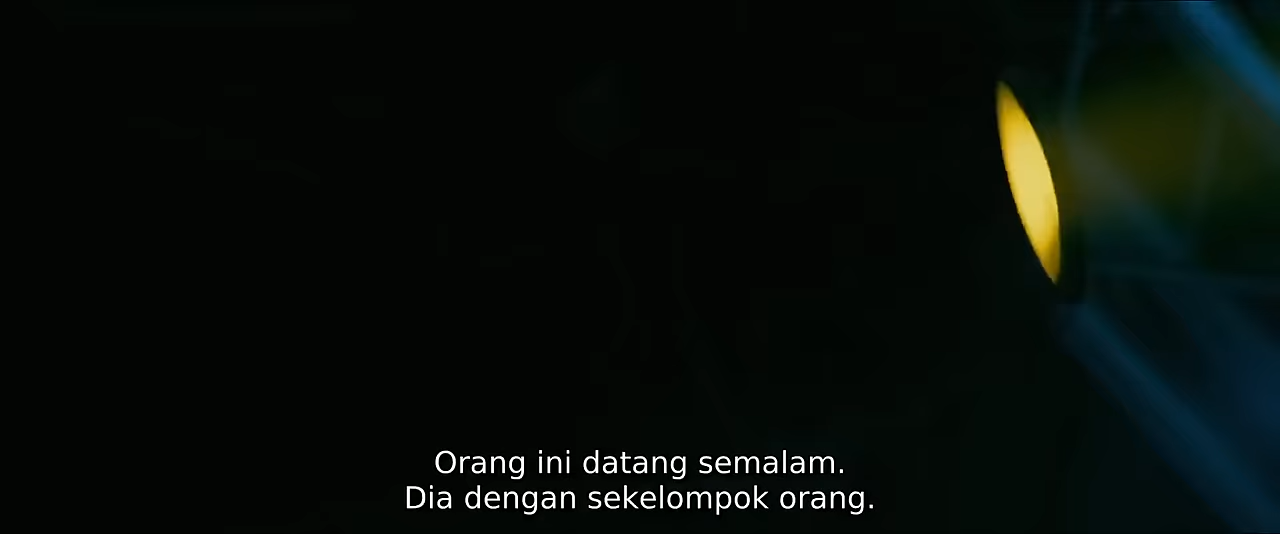 Orang ini datang semalam.
Dia dengan sekelompok orang.